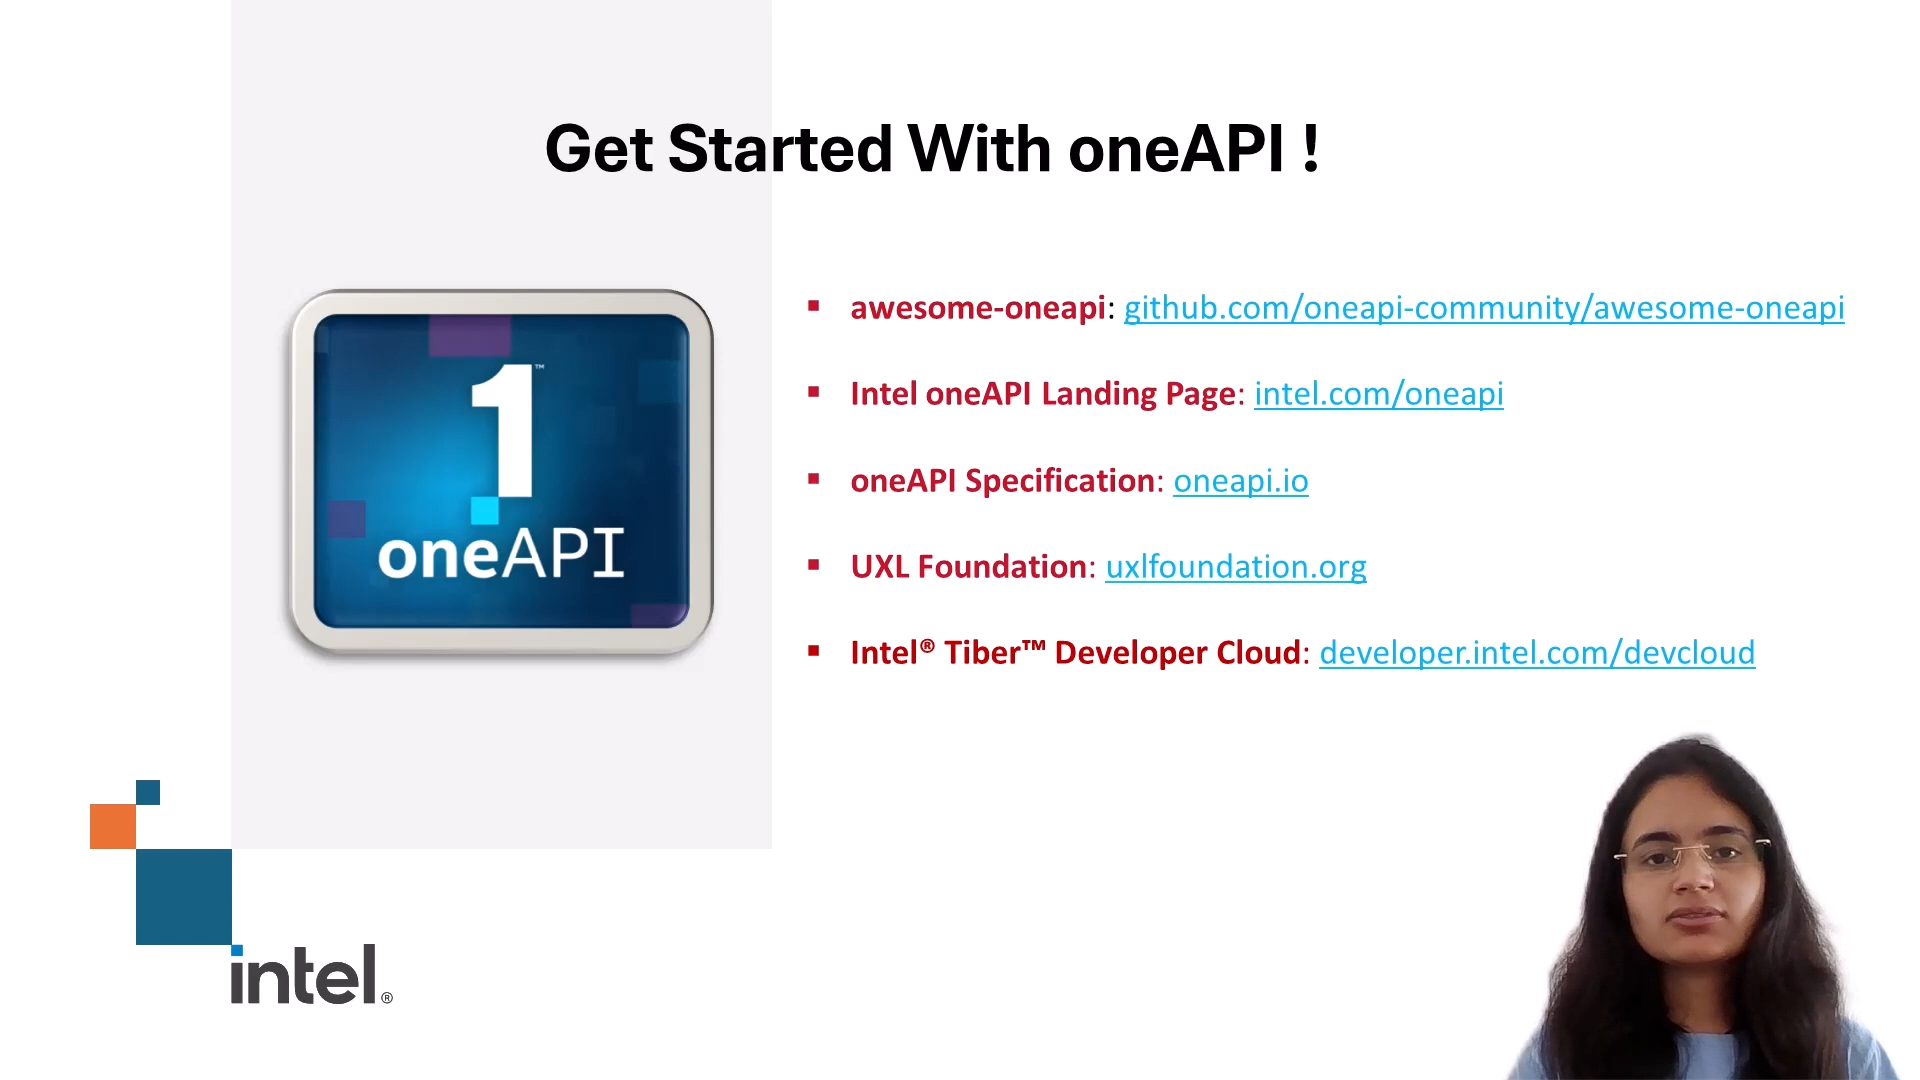 Get Started With oneAPI !
1™
oneAPI
▪ awesome-oneapi: github.com/oneapi-community/awesome-oneapi
▪ Intel oneAPI Landing Page: intel.com/oneapi
▪ oneAPI Specification: oneapi.io
▪ UXL Foundation: uxlfoundation.org
▪ Intel® Tiber™ Developer Cloud: developer.intel.com/devcloud
intel®